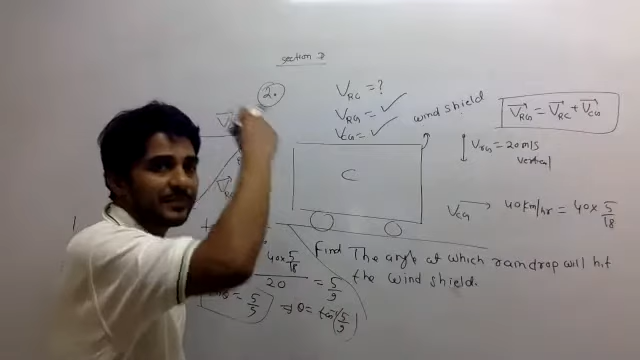 section I
2.
V_RC = ?
V_RG = ✓
V_CG = ✓
wind shield
V_RG = V_RC + V_CG
V_RG = 20 m/s
vertical
C
V_CG → 40 km/hr = 40 × 5/18
Find The angle at which raindrop will hit
the wind shield.
40 × 5/18
20
= 5/9
= 5/9
⇒ θ = tan⁻¹(5/9)